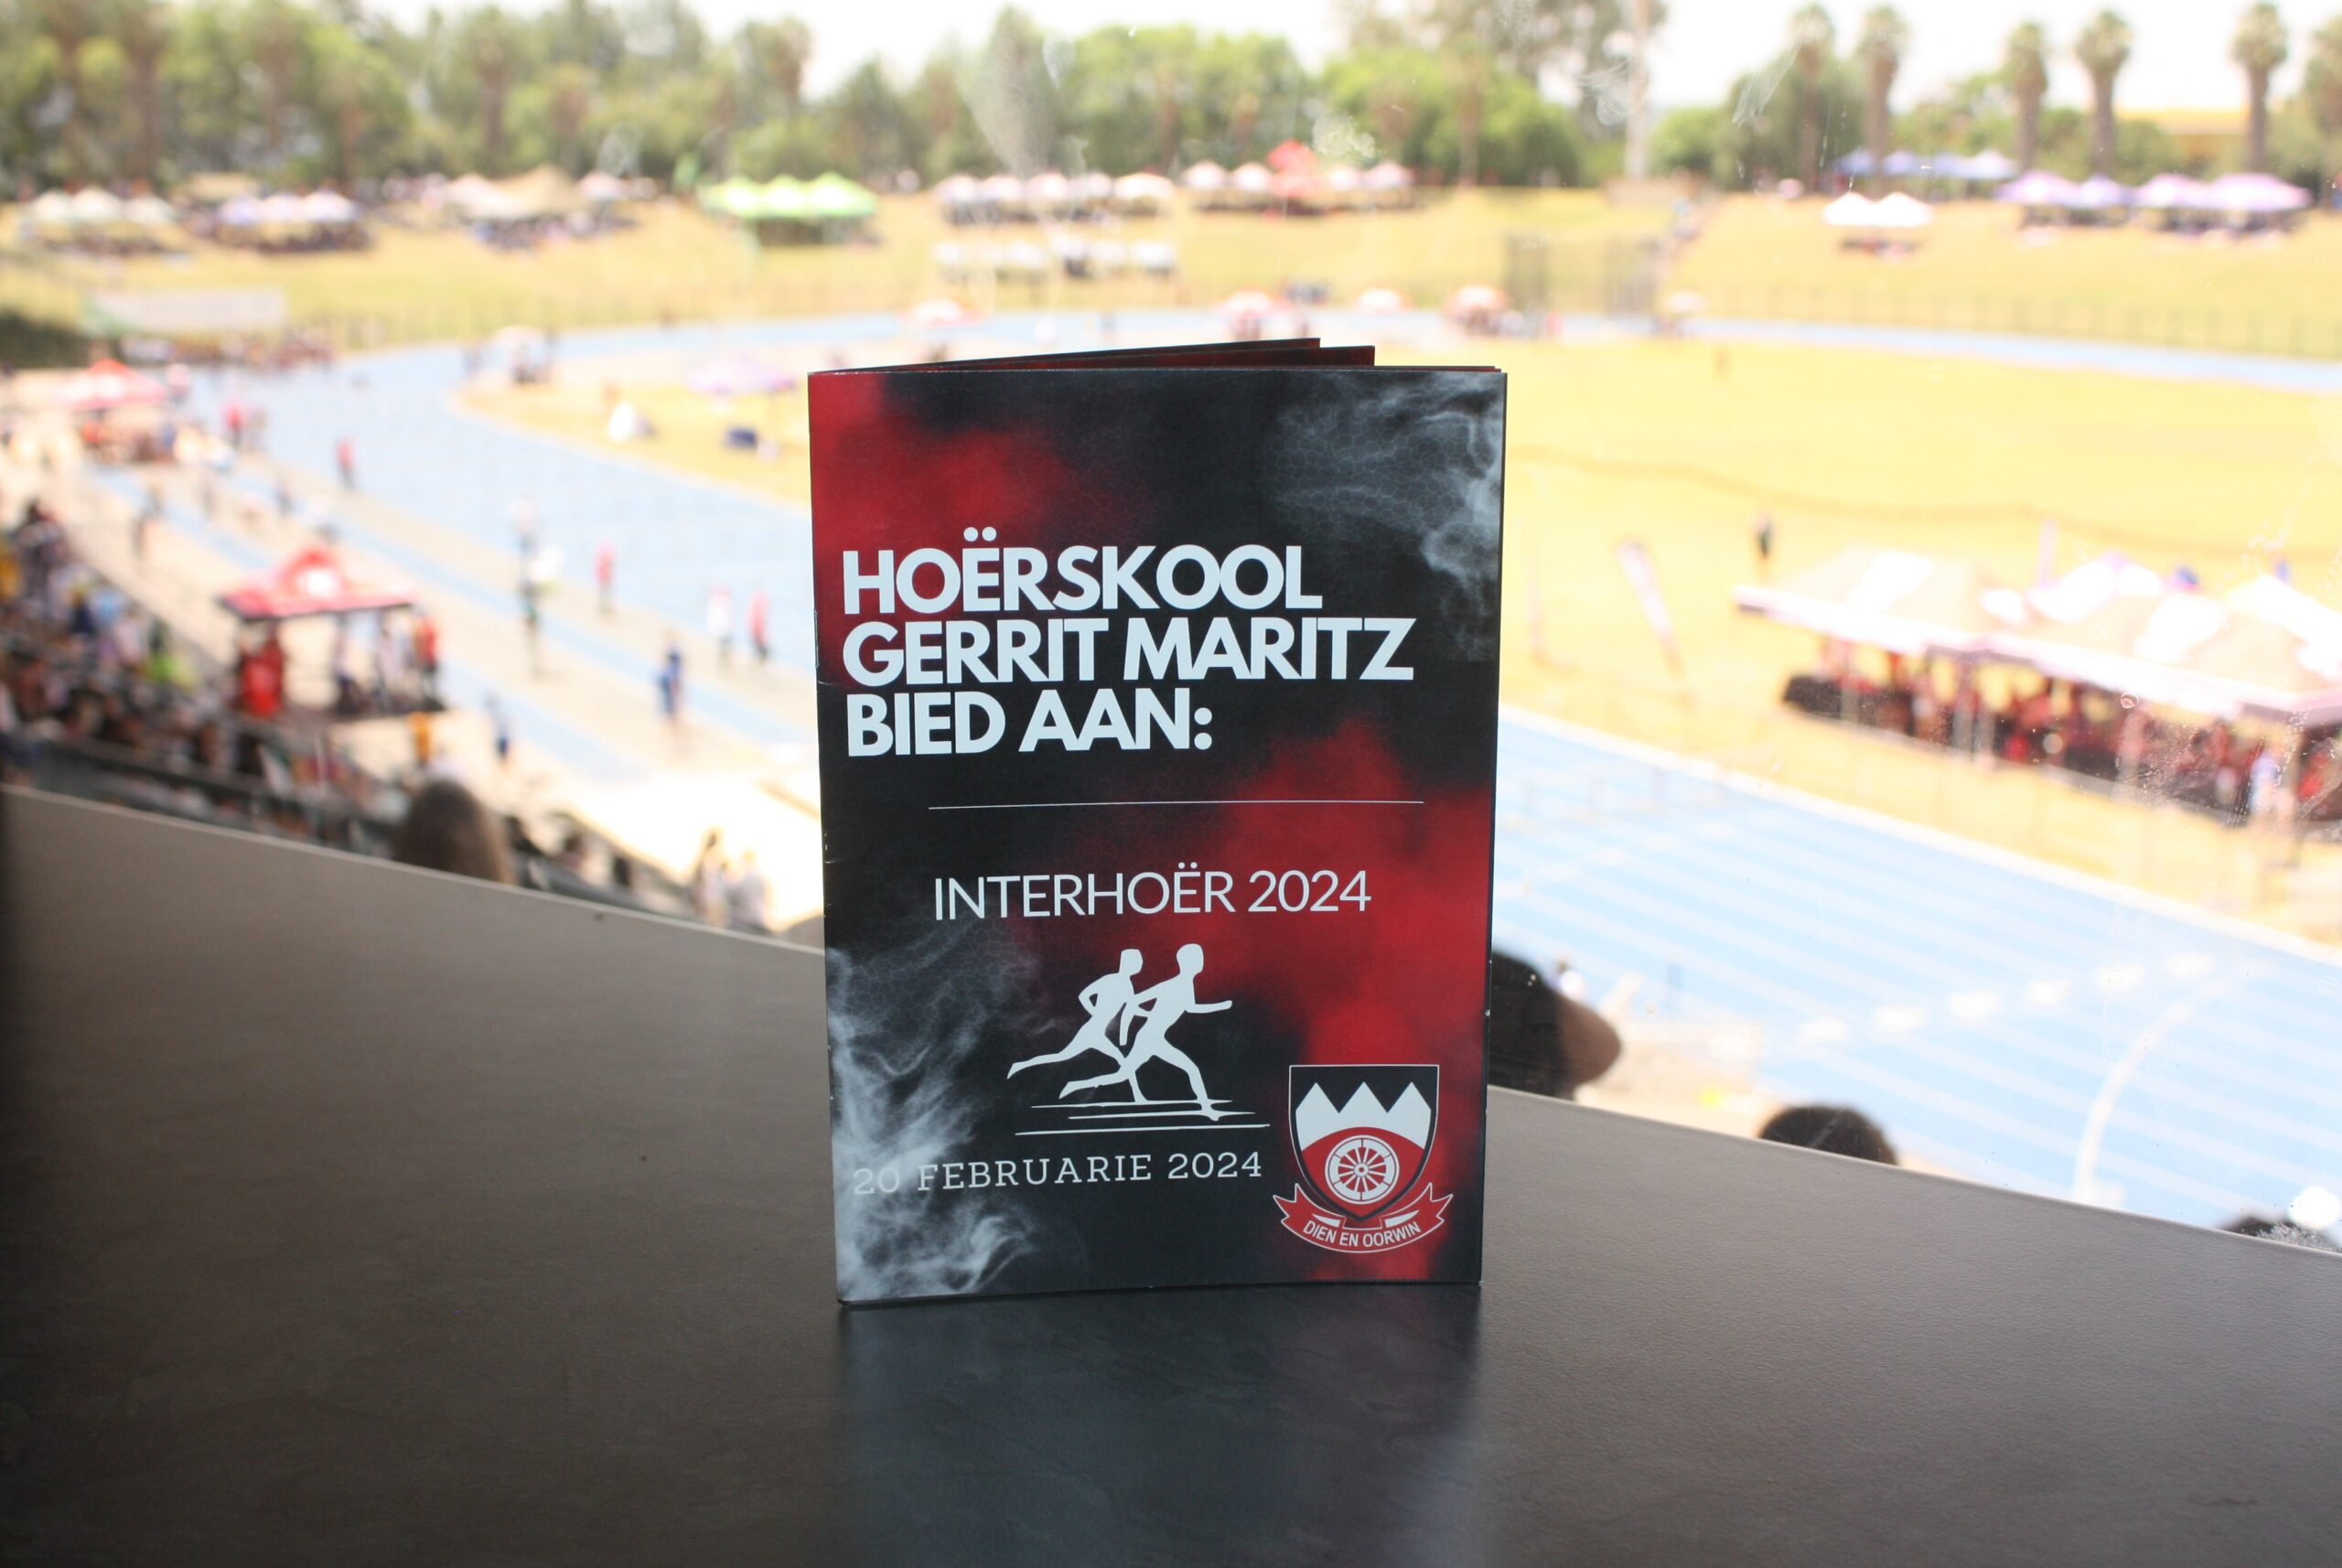 HOËRSKOOL
GERRIT MARITZ
BIED AAN:
INTERHOËR 2024
20 FEBRUARIE 2024
DIEN EN OORWIN